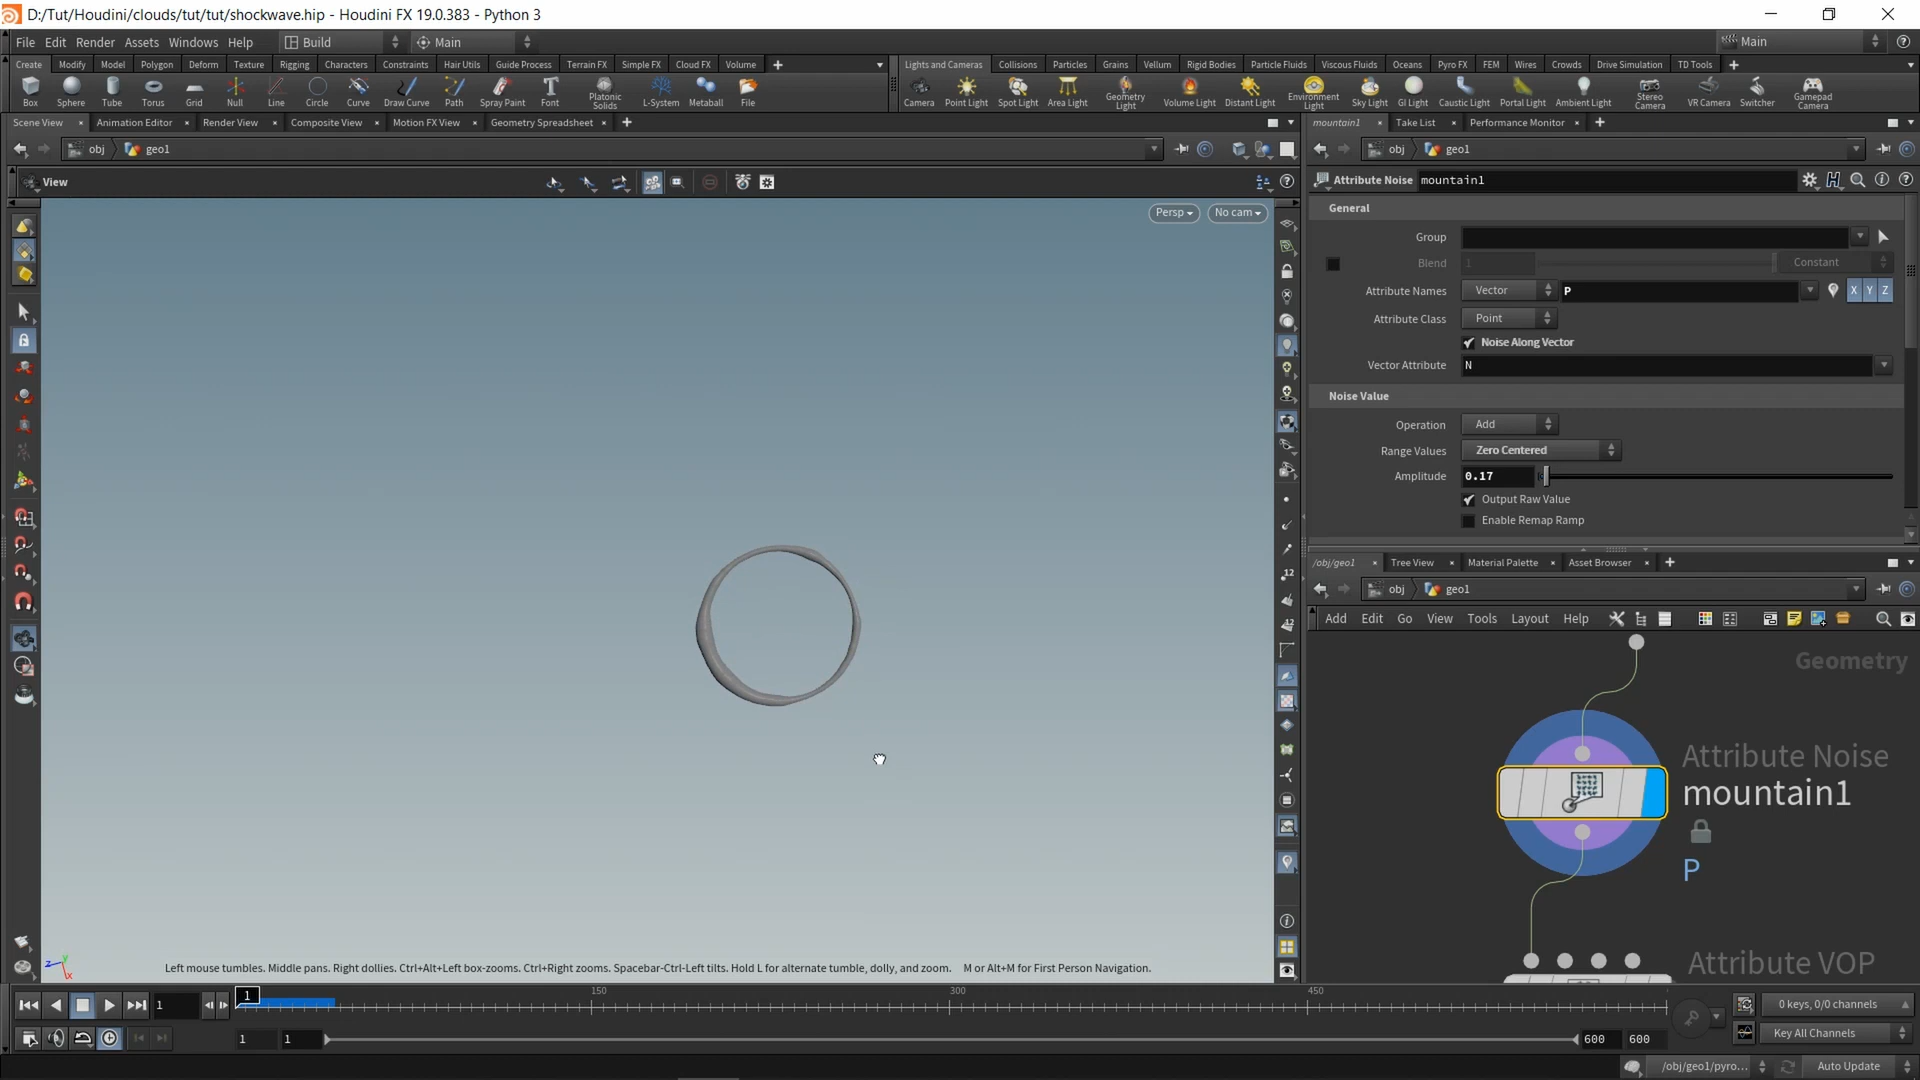 D:/Tut/Houdini/clouds/tut/tut/shockwave.hip - Houdini FX 19.0.383 - Python 3
File Edit Render Assets Windows Help Build Main Main
Create Modify Model Polygon Deform Texture Rigging Characters Constraints Hair Utils Guide Process Terrain FX Simple FX Cloud FX Volume
Lights and Cameras Collisions Particles Grains Vellum Rigid Bodies Particle Fluids Viscous Fluids Oceans Pyro FX FEM Wires Crowds Drive Simulation TD Tools
Box Sphere Tube Torus Grid Null Line Circle Curve Draw Curve Path Spray Paint Font Platonic Solids L-System Metaball File
Camera Point Light Spot Light Area Light Geometry Light Volume Light Distant Light Environment Light Sky Light GI Light Caustic Light Portal Light Ambient Light Stereo Camera VR Camera Switcher Gamepad Camera
Scene View Animation Editor Render View Composite View Motion FX View Geometry Spreadsheet
mountain1 Take List Performance Monitor
obj geo1
obj geo1
View
Persp No cam
Attribute Noise mountain1
General
Group
Blend 1 Constant
Attribute Names Vector P X Y Z
Attribute Class Point
Noise Along Vector
Vector Attribute N
Noise Value
Operation Add
Range Values Zero Centered
Amplitude 0.17
Output Raw Value
Enable Remap Ramp
/obj/geo1 Tree View Material Palette Asset Browser
obj geo1
Add Edit Go View Tools Layout Help
Geometry
Attribute Noise
mountain1
P
Attribute VOP
Left mouse tumbles. Middle pans. Right dollies. Ctrl+Alt+Left box-zooms. Ctrl+Right zooms. Spacebar-Ctrl-Left tilts. Hold L for alternate tumble, dolly, and zoom. M or Alt+M for First Person Navigation.
z y x
12
12
1 1 150 300 450
0 keys, 0/0 channels
1 1 600 600
Key All Channels
/obj/geo1/pyro... Auto Update